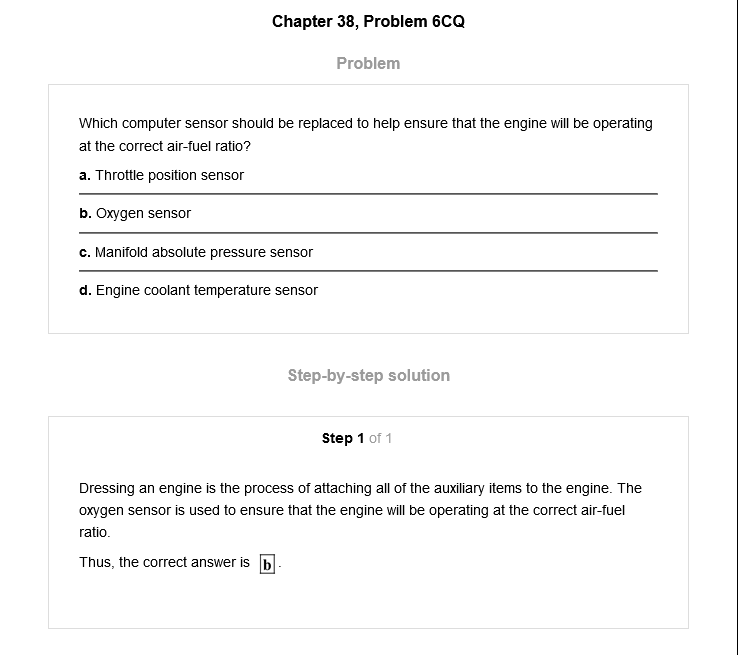 Chapter 38, Problem 6CQ
Problem
Which computer sensor should be replaced to help ensure that the engine will be operating
at the correct air-fuel ratio?
a. Throttle position sensor
b. Oxygen sensor
c. Manifold absolute pressure sensor
d. Engine coolant temperature sensor
Step-by-step solution
Step 1 of 1
Dressing an engine is the process of attaching all of the auxiliary items to the engine. The
oxygen sensor is used to ensure that the engine will be operating at the correct air-fuel
ratio.
Thus, the correct answer is b.